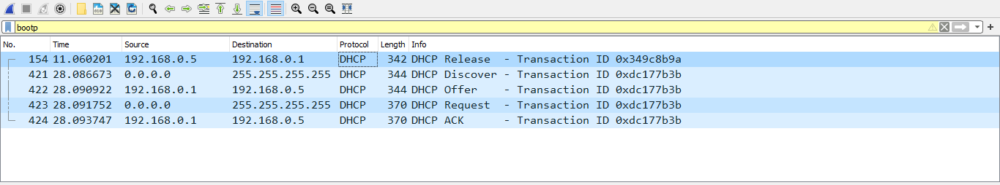 bootp
No. Time Source Destination Protocol Length Info
154 11.060201 192.168.0.5 192.168.0.1 DHCP 342 DHCP Release - Transaction ID 0x349c8b9a
421 28.086673 0.0.0.0 255.255.255.255 DHCP 344 DHCP Discover - Transaction ID 0xdc177b3b
422 28.090922 192.168.0.1 192.168.0.5 DHCP 344 DHCP Offer - Transaction ID 0xdc177b3b
423 28.091752 0.0.0.0 255.255.255.255 DHCP 370 DHCP Request - Transaction ID 0xdc177b3b
424 28.093747 192.168.0.1 192.168.0.5 DHCP 370 DHCP ACK - Transaction ID 0xdc177b3b